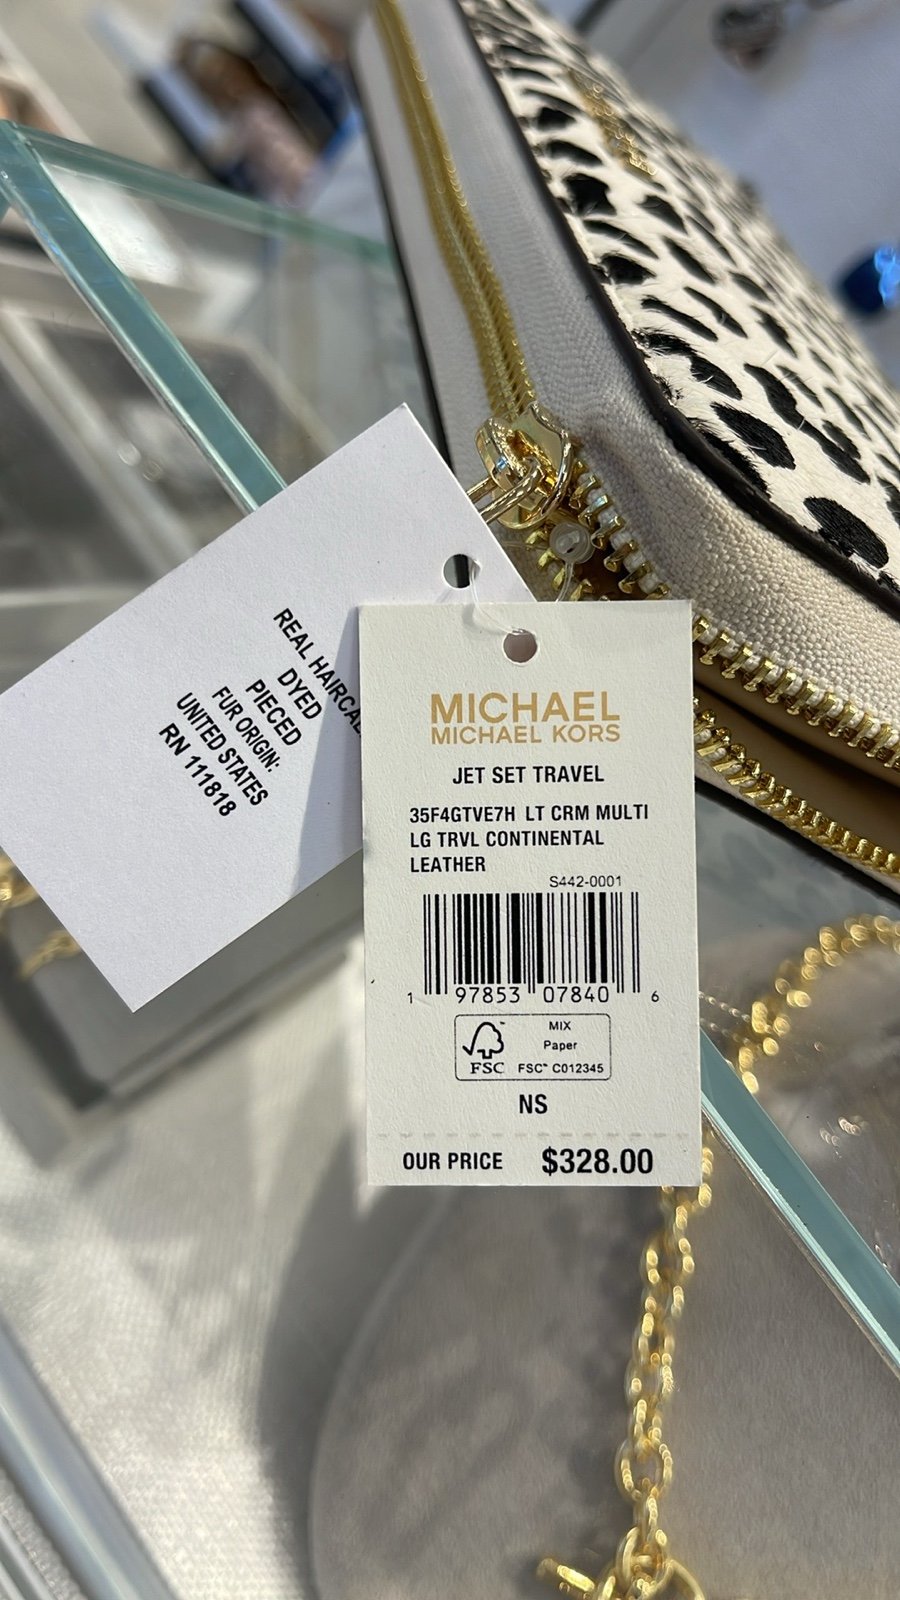 REAL HAIRCAL
DYED
PIECED
FUR ORIGIN:
UNITED STATES
RN 111818
MICHAEL
MICHAEL KORS
JET SET TRAVEL
35F4GTVE7H LT CRM MULTI
LG TRVL CONTINENTAL
LEATHER
S442-0001
1 97853 07840 6
MIX
Paper
FSC™ C012345
FSC
NS
OUR PRICE $328.00